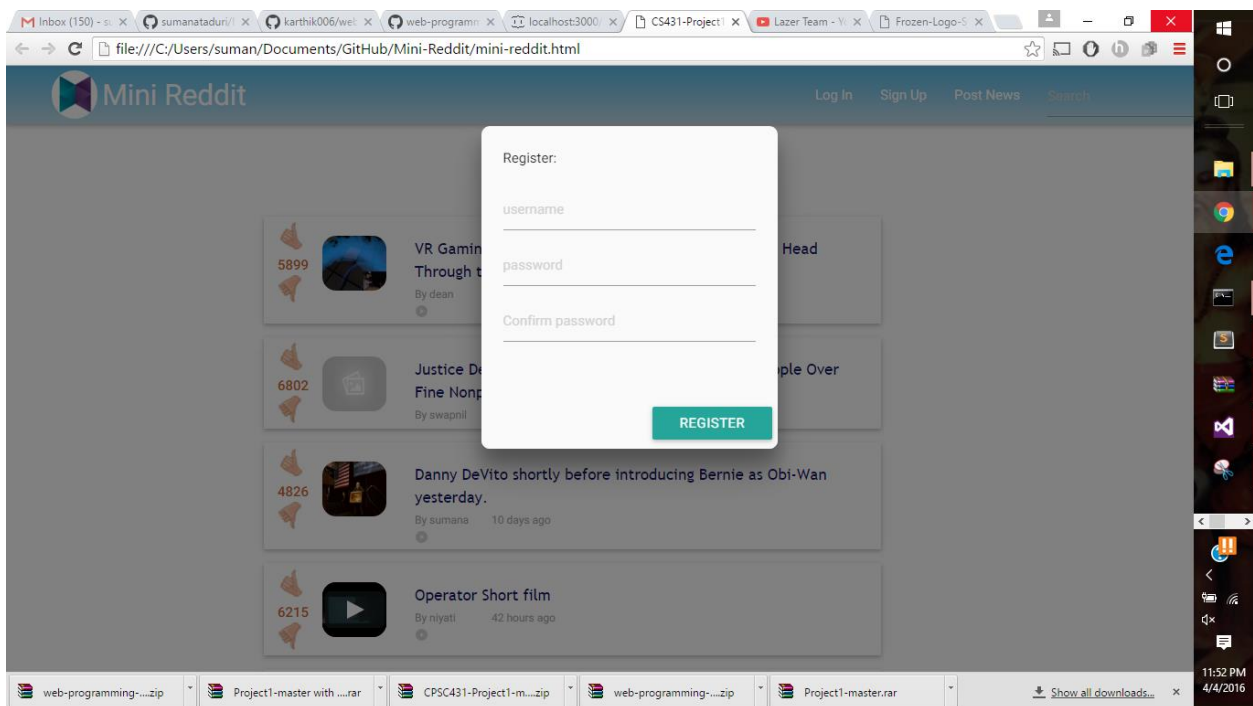 Inbox (150) - su
sumanataduri/
karthik006/web
web-programm
localhost:3000/
CS431-Project1
Lazer Team - Yo
Frozen-Logo-S
file:///C:/Users/suman/Documents/GitHub/Mini-Reddit/mini-reddit.html
Mini Reddit
Log In Sign Up Post News Search
Register:
username
password
Confirm password
REGISTER
5899
VR Gamin Head
Through t
By dean
6802
Justice De ple Over
Fine Nonp
By swapnil
4826
Danny DeVito shortly before introducing Bernie as Obi-Wan
yesterday.
By sumana 10 days ago
6215
Operator Short film
By niyati 42 hours ago
web-programming-....zip
Project1-master with ....rar
CPSC431-Project1-m....zip
web-programming-....zip
Project1-master.rar
Show all downloads...
11:52 PM
4/4/2016